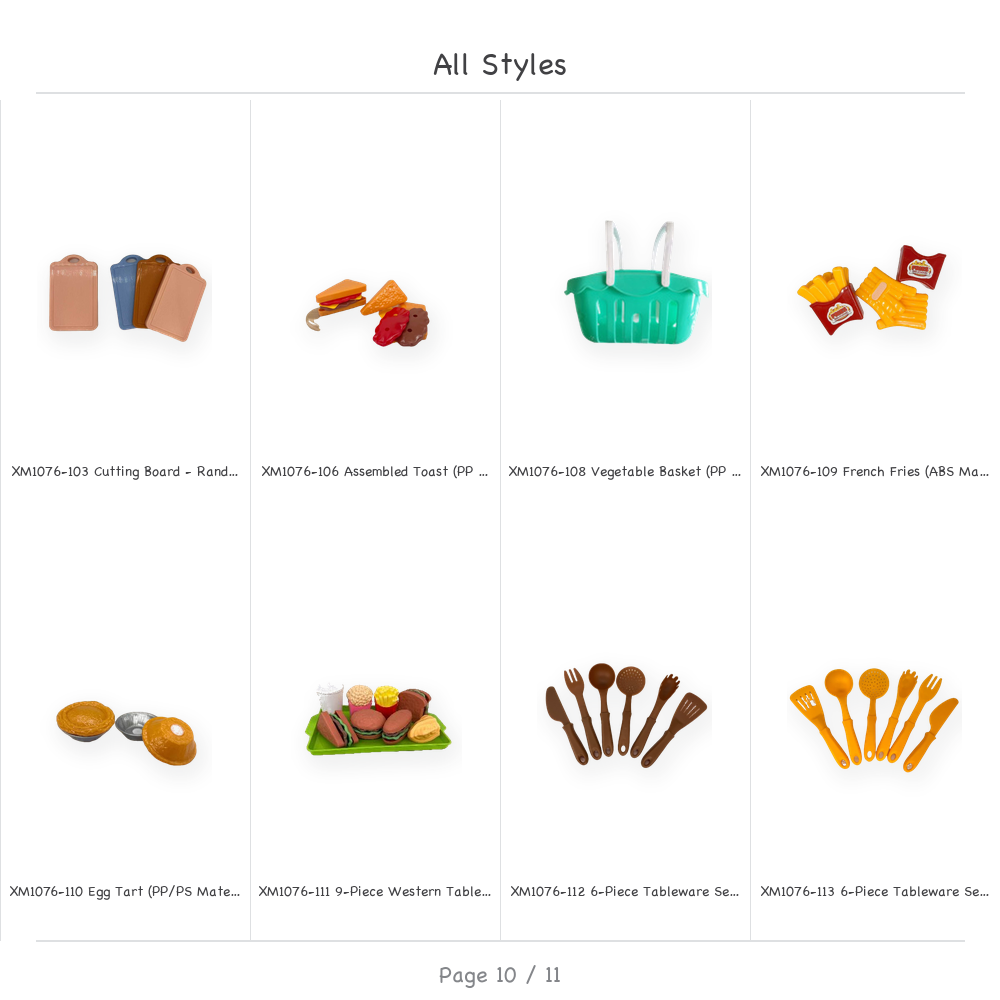 All Styles
XM1076-103 Cutting Board - Rand...
XM1076-106 Assembled Toast (PP ...
XM1076-108 Vegetable Basket (PP ...
XM1076-109 French Fries (ABS Ma...
XM1076-110 Egg Tart (PP/PS Mate...
XM1076-111 9-Piece Western Table...
XM1076-112 6-Piece Tableware Se...
XM1076-113 6-Piece Tableware Se...
Page 10 / 11